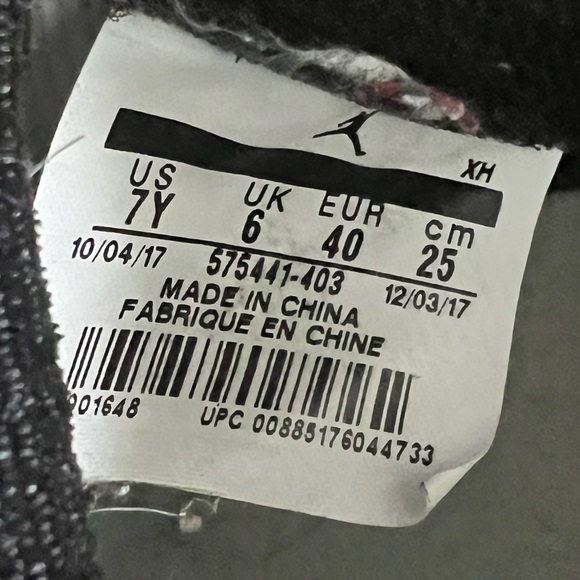 XH
US UK EUR cm
7Y 6 40 25
10/04/17 575441-403 12/03/17
MADE IN CHINA
FABRIQUE EN CHINE
901648 UPC 00885176044733